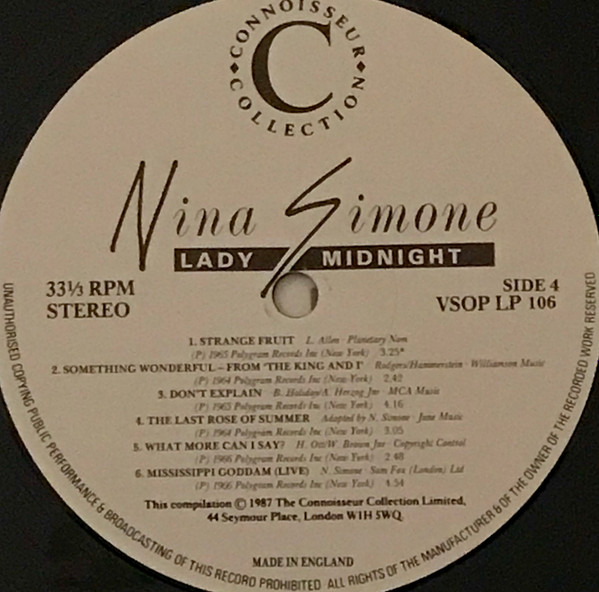 CONNOISSEUR
C
COLLECTION
Nina Simone
LADY MIDNIGHT
33⅓ RPM
STEREO
SIDE 4
VSOP LP 106
1. STRANGE FRUIT L. Allen · Planetary Nom
(P) 1965 Polygram Records Inc (New York) 3.25*
2. SOMETHING WONDERFUL – FROM 'THE KING AND I' Rodgers/Hammerstein · Williamson Music
(P) 1964 Polygram Records Inc (New York) 2.42
3. DON'T EXPLAIN B. Holiday/A. Herzog Jnr · MCA Music
(P) 1965 Polygram Records Inc (New York) 4.16
4. THE LAST ROSE OF SUMMER Adapted by N. Simone · Jane Music
(P) 1964 Polygram Records Inc (New York) 3.05
5. WHAT MORE CAN I SAY? H. Ott/W. Brown Jnr · Copyright Control
(P) 1966 Polygram Records Inc (New York) 2.48
6. MISSISSIPPI GODDAM (LIVE) N. Simone · Sam Fox (London) Ltd
(P) 1966 Polygram Records Inc (New York) 4.54
This compilation © 1987 The Connoisseur Collection Limited,
44 Seymour Place, London W1H 5WQ.
MADE IN ENGLAND
UNAUTHORISED COPYING PUBLIC PERFORMANCE & BROADCASTING OF THIS RECORD PROHIBITED ALL RIGHTS OF THE MANUFACTURER & OF THE OWNER OF THE RECORDED WORK RESERVED